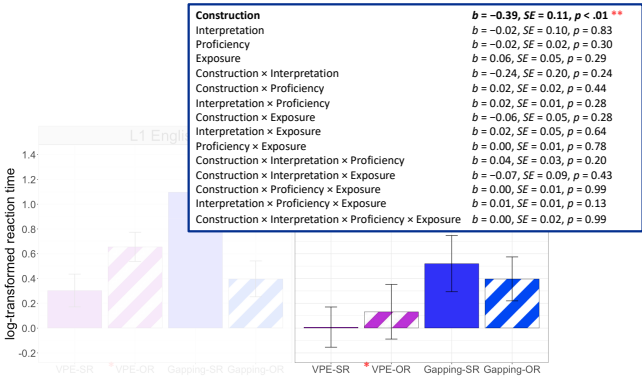 Construction b = −0.39, SE = 0.11, p < .01 **
Interpretation b = −0.02, SE = 0.10, p = 0.83
Proficiency b = −0.02, SE = 0.02, p = 0.30
Exposure b = 0.06, SE = 0.05, p = 0.29
Construction × Interpretation b = −0.24, SE = 0.20, p = 0.24
Construction × Proficiency b = 0.02, SE = 0.02, p = 0.44
Interpretation × Proficiency b = 0.02, SE = 0.01, p = 0.28
Construction × Exposure b = −0.06, SE = 0.05, p = 0.28
Interpretation × Exposure b = 0.02, SE = 0.05, p = 0.64
Proficiency × Exposure b = 0.00, SE = 0.01, p = 0.78
Construction × Interpretation × Proficiency b = 0.04, SE = 0.03, p = 0.20
Construction × Interpretation × Exposure b = −0.07, SE = 0.09, p = 0.43
Construction × Proficiency × Exposure b = 0.00, SE = 0.01, p = 0.99
Interpretation × Proficiency × Exposure b = 0.01, SE = 0.01, p = 0.13
Construction × Interpretation × Proficiency × Exposure b = 0.00, SE = 0.02, p = 0.99
L1
log-transformed reaction time
1.4
1.2
1.0
0.8
0.6
0.4
0.2
0.0
-0.2
VPE-SR * VPE-OR Gapping-SR Gapping-OR
VPE-SR * VPE-OR Gapping-SR Gapping-OR